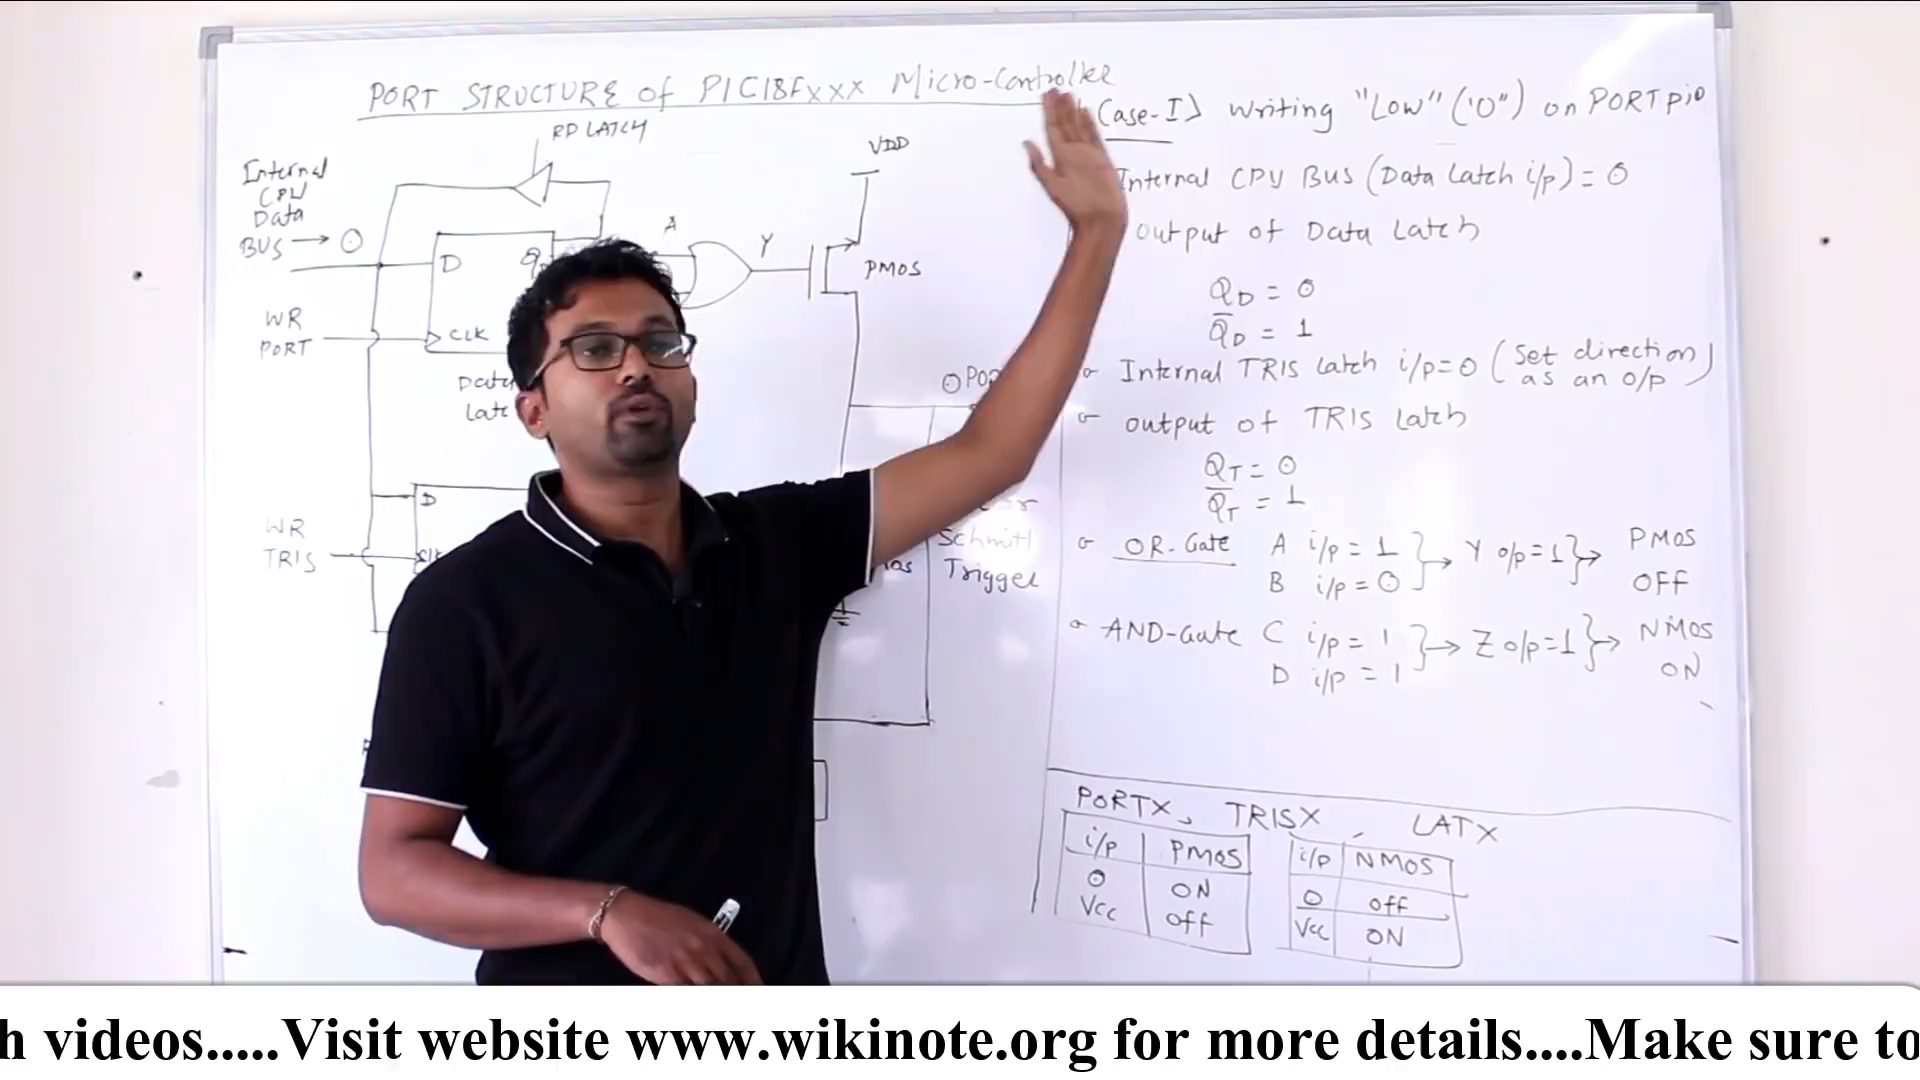 PORT STRUCTURE of PIC18Fxxx Micro-Controller
RD LATCH
Internal
CPU
Data
BUS → 0
WR
PORT
D
CLK
A
Y
VDD
PMOS
WR
TRIS
D
Schmitt
Trigger
Case-I) Writing "Low" ('0") on PORT pin
Internal CPU BUS (Data Latch i/p) = 0
output of Data Latch
Q_D = 0
Q̅_D = 1
Internal TRIS Latch i/p = 0 (Set direction as an o/p)
output of TRIS Latch
Q_T = 0
Q̅_T = 1
OR-Gate A i/p = 1 } → Y o/p = 1 } → PMOS
B i/p = 0 OFF
AND-Gate C i/p = 1 } → Z o/p = 1 } → NMOS
D i/p = 1 ON
PORTX, TRISX, LATX
i/p PMOS
0 ON
Vcc off
i/p NMOS
0 off
Vcc ON
videos.....Visit website www.wikinote.org for more details....Make sure to